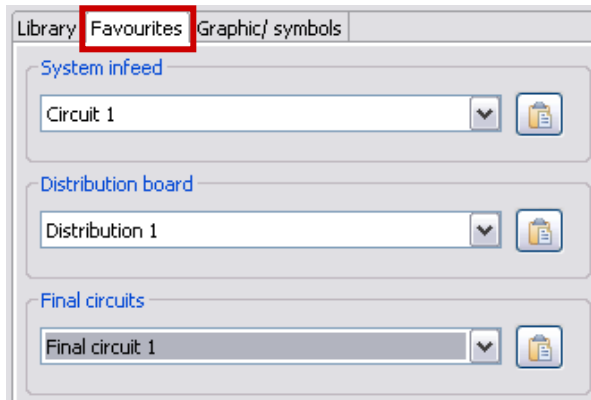 Library Favourites Graphic/ symbols
System infeed
Circuit 1
Distribution board
Distribution 1
Final circuits
Final circuit 1